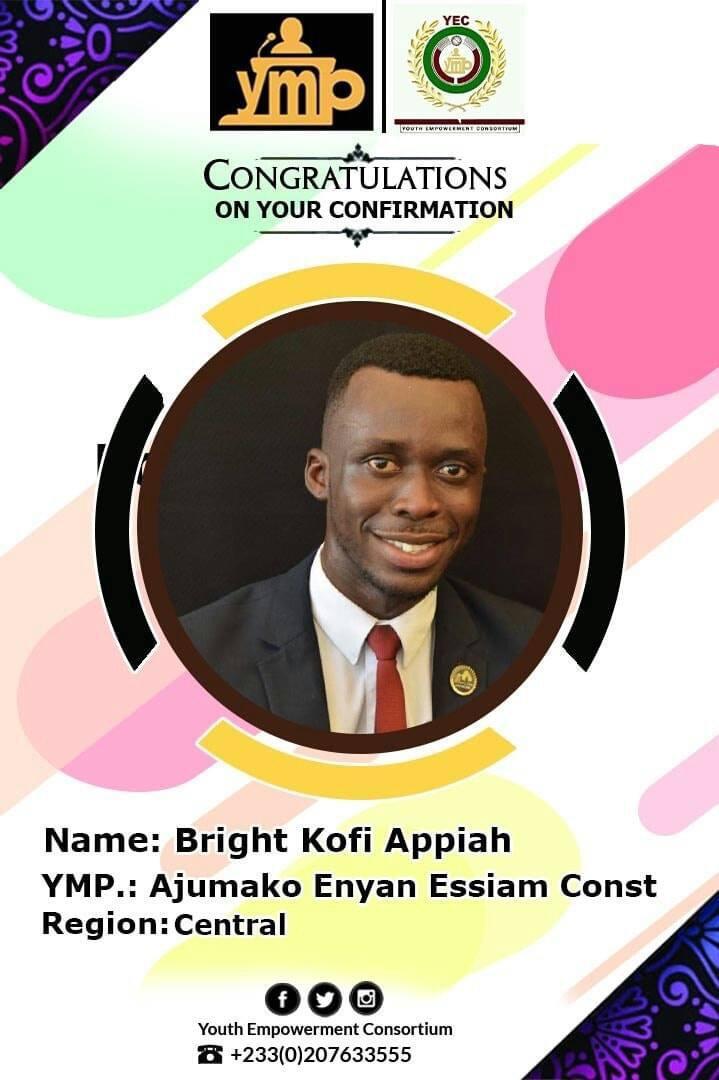 ymp
YEC
YOUTH EMPOWERMENT CONSORTIUM
CONGRATULATIONS
ON YOUR CONFIRMATION
Name: Bright Kofi Appiah
YMP.: Ajumako Enyan Essiam Const
Region: Central
Youth Empowerment Consortium
+233(0)207633555